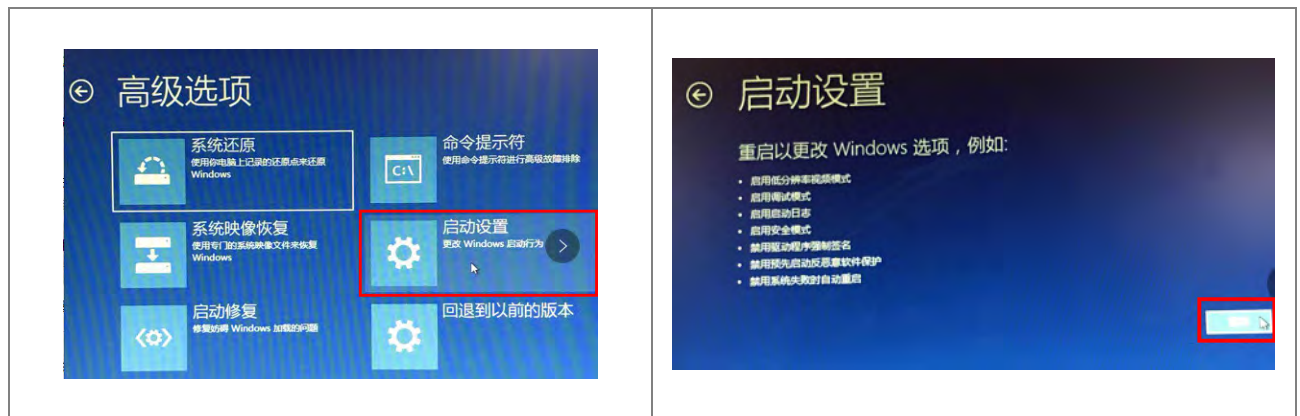 高级选项
系统还原
使用你电脑上记录的还原点来还原
Windows
命令提示符
使用命令提示符进行高级故障排除
C:\
系统映像恢复
使用专门的系统映像文件来恢复
Windows
启动设置
更改 Windows 启动行为
启动修复
修复妨碍 Windows 加载的问题
回退到以前的版本
启动设置
重启以更改 Windows 选项，例如:
• 启用低分辨率视频模式
• 启用调试模式
• 启用启动日志
• 启用安全模式
• 禁用驱动程序强制签名
• 禁用预先启动反恶意软件保护
• 禁用系统失败时自动重启